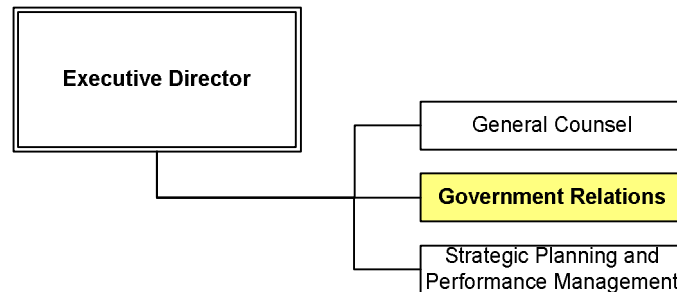 Executive Director
General Counsel
Government Relations
Strategic Planning and
Performance Management